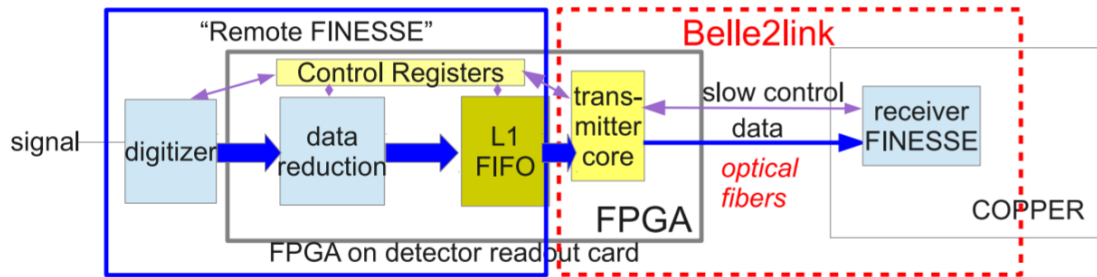 “Remote FINESSE”
Belle2link
Control Registers
signal
digitizer
data
reduction
L1
FIFO
trans-
mitter
core
slow control
data
optical
fibers
receiver
FINESSE
FPGA
COPPER
FPGA on detector readout card